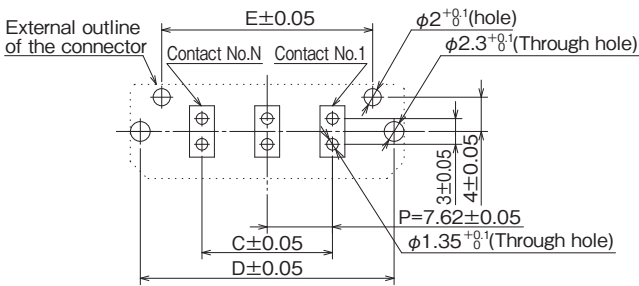 E±0.05
φ2 +0.1 0 (hole)
External outline
of the connector
φ2.3 +0.1 0 (Through hole)
Contact No.N
Contact No.1
3±0.05
4±0.05
P=7.62±0.05
C±0.05
φ1.35 +0.1 0 (Through hole)
D±0.05